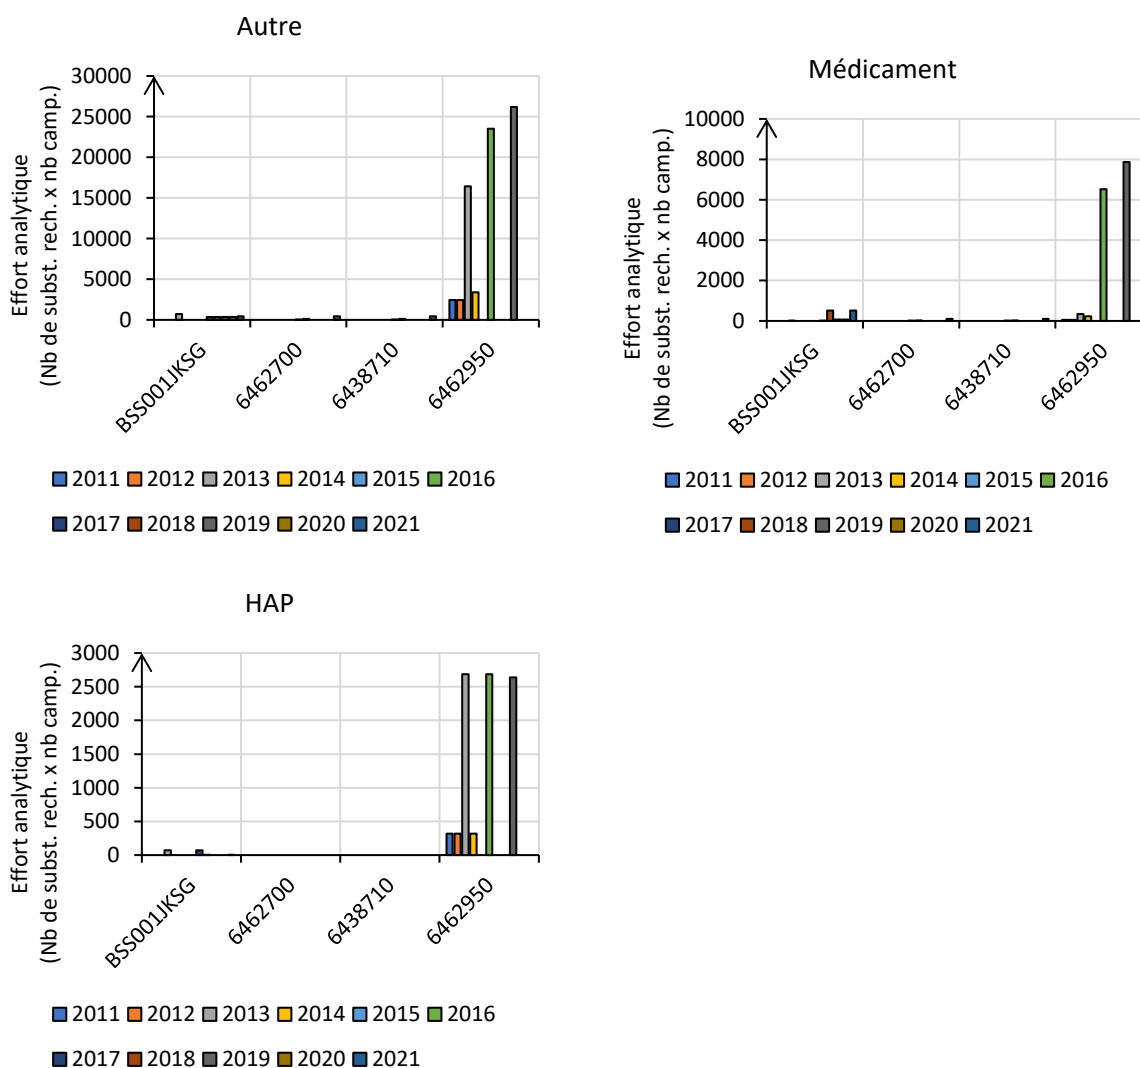 Autre
Effort analytique
(Nb de subst. rech. x nb camp.)
30000
25000
20000
15000
10000
5000
0
BSS001JKSG
6462700
6438710
6462950
2011 2012 2013 2014 2015 2016
2017 2018 2019 2020 2021
Médicament
Effort analytique
(Nb de subst. rech. x nb camp.)
10000
8000
6000
4000
2000
0
BSS001JKSG
6462700
6438710
6462950
2011 2012 2013 2014 2015 2016
2017 2018 2019 2020 2021
HAP
Effort analytique
(Nb de subst. rech. x nb camp.)
3000
2500
2000
1500
1000
500
0
BSS001JKSG
6462700
6438710
6462950
2011 2012 2013 2014 2015 2016
2017 2018 2019 2020 2021